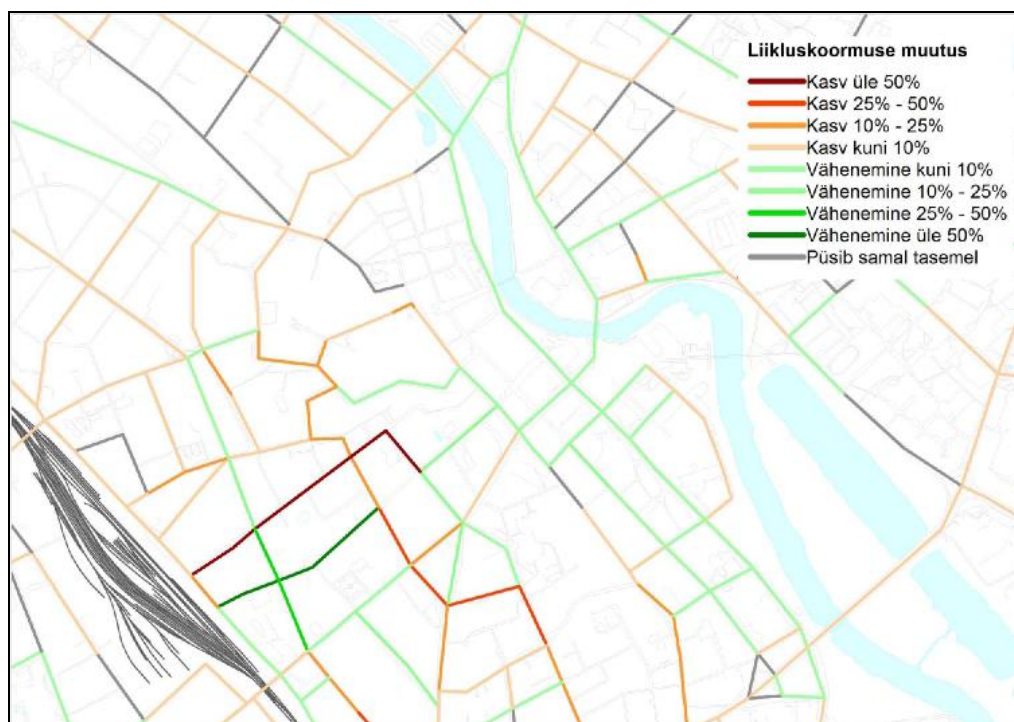 Liikluskoormuse muutus
Kasv üle 50%
Kasv 25% - 50%
Kasv 10% - 25%
Kasv kuni 10%
Vähenemine kuni 10%
Vähenemine 10% - 25%
Vähenemine 25% - 50%
Vähenemine üle 50%
Püsib samal tasemel